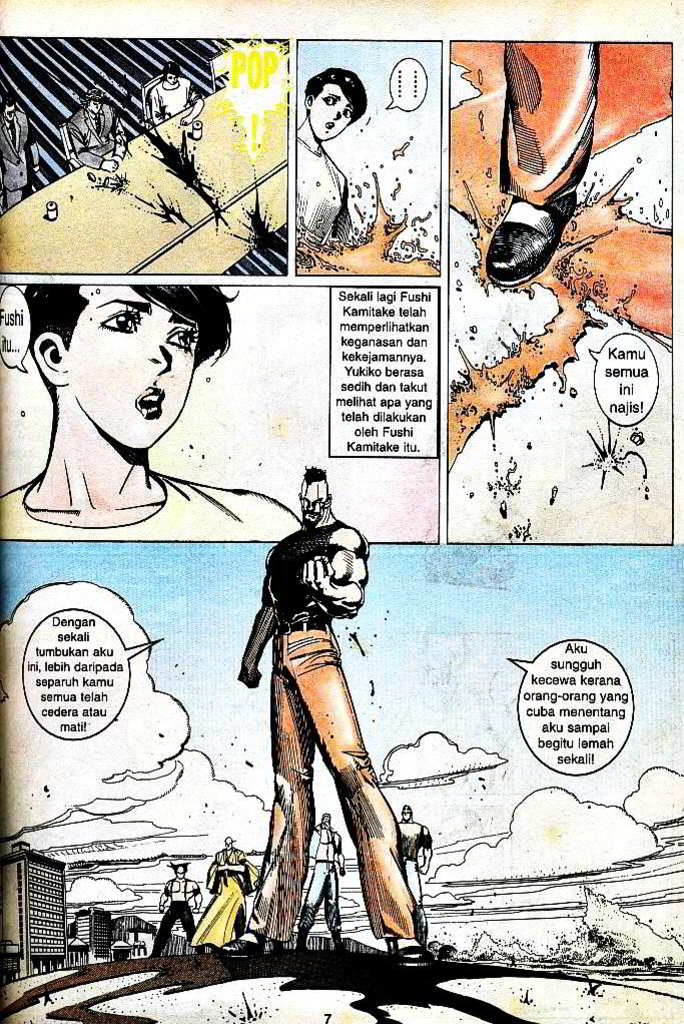 POP
!
Fushi
itu...
Sekali lagi Fushi
Kamitake telah
memperlihatkan
keganasan dan
kekejamannya.
Yukiko berasa
sedih dan takut
melihat apa yang
telah dilakukan
oleh Fushi
Kamitake itu.
Kamu
semua
ini
najis!
Dengan
sekali
tumbukan aku
ini, lebih daripada
separuh kamu
semua telah
cedera atau
mati!
Aku
sungguh
kecewa kerana
orang-orang yang
cuba menentang
aku sampai
begitu lemah
sekali!
7